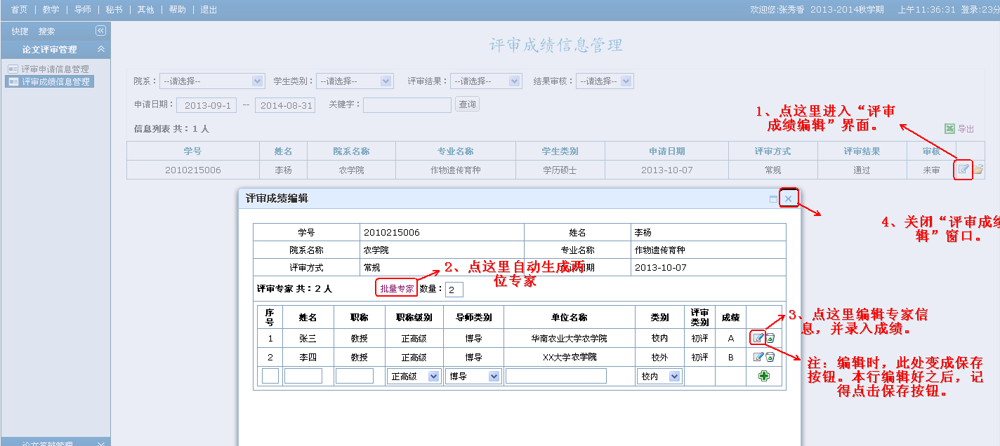 首页 | 教学 | 导师 | 秘书 | 其他 | 帮助 | 退出
欢迎您:张秀香 2013-2014秋学期 上午11:36:31 登录:23分
快捷 搜索
论文评审管理
评审申请信息管理
评审成绩信息管理
评审成绩信息管理
院系： --请选择-- 学生类别： --请选择-- 评审结果： --请选择-- 结果审核： --请选择--
申请日期： 2013-09-1 -- 2014-08-31 关键字： 查询
信息列表 共：1 人
导出
学号 姓名 院系名称 专业名称 学生类别 申请日期 评审方式 评审结果 审核
2010215006 李杨 农学院 作物遗传育种 学历硕士 2013-10-07 常规 通过 未审
1、点这里进入“评审
成绩编辑”界面。
评审成绩编辑
学号 2010215006 姓名 李杨
院系名称 农学院 专业名称 作物遗传育种
评审方式 常规 日期 2013-10-07
评审专家 共：2 人 批量专家 数量： 2
2、点这里自动生成两
位专家
序号 姓名 职称 职称级别 导师类别 单位名称 类别 评审类别 成绩
1 张三 教授 正高级 博导 华南农业大学农学院 校内 初评 A
2 李四 教授 正高级 博导 XX大学农学院 校外 初评 B
正高级 博导 校内
3、点这里编辑专家信
息，并录入成绩。
注：编辑时，此处变成保存
按钮。本行编辑好之后，记
得点击保存按钮。
4、关闭“评审成绩
辑”窗口。
论文答辩管理